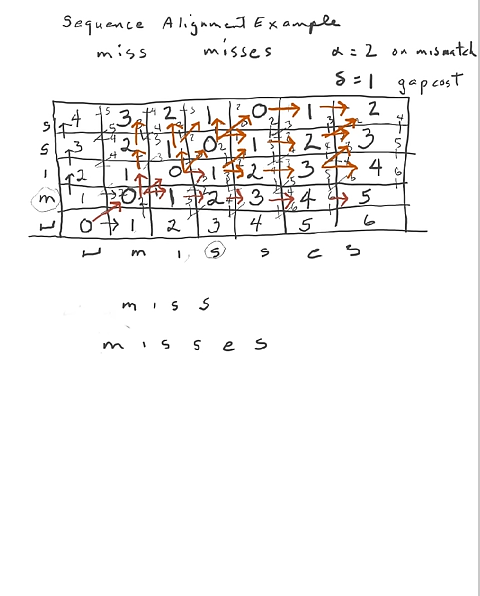 Sequence Alignment Example
miss misses α = 2 on mismatch
δ = 1 gap cost
s 4 3 2 1 0 1 2
s 3 2 1 0 1 2 3
i 2 1 0 1 2 3 4
m 1 0 1 2 3 4 5
⊔ 0 1 2 3 4 5 6
⊔ m i s s e s
m i s s
m i s s e s